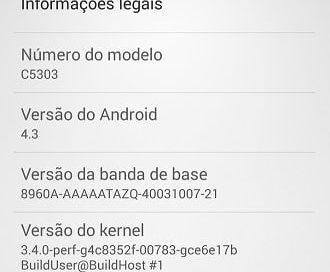 Informações legais
Número do modelo
C5303
Versão do Android
4.3
Versão da banda de base
8960A-AAAAATAZQ-40031007-21
Versão do kernel
3.4.0-perf-g4c8352f-00783-gce6e17b
BuildUser@BuildHost #1